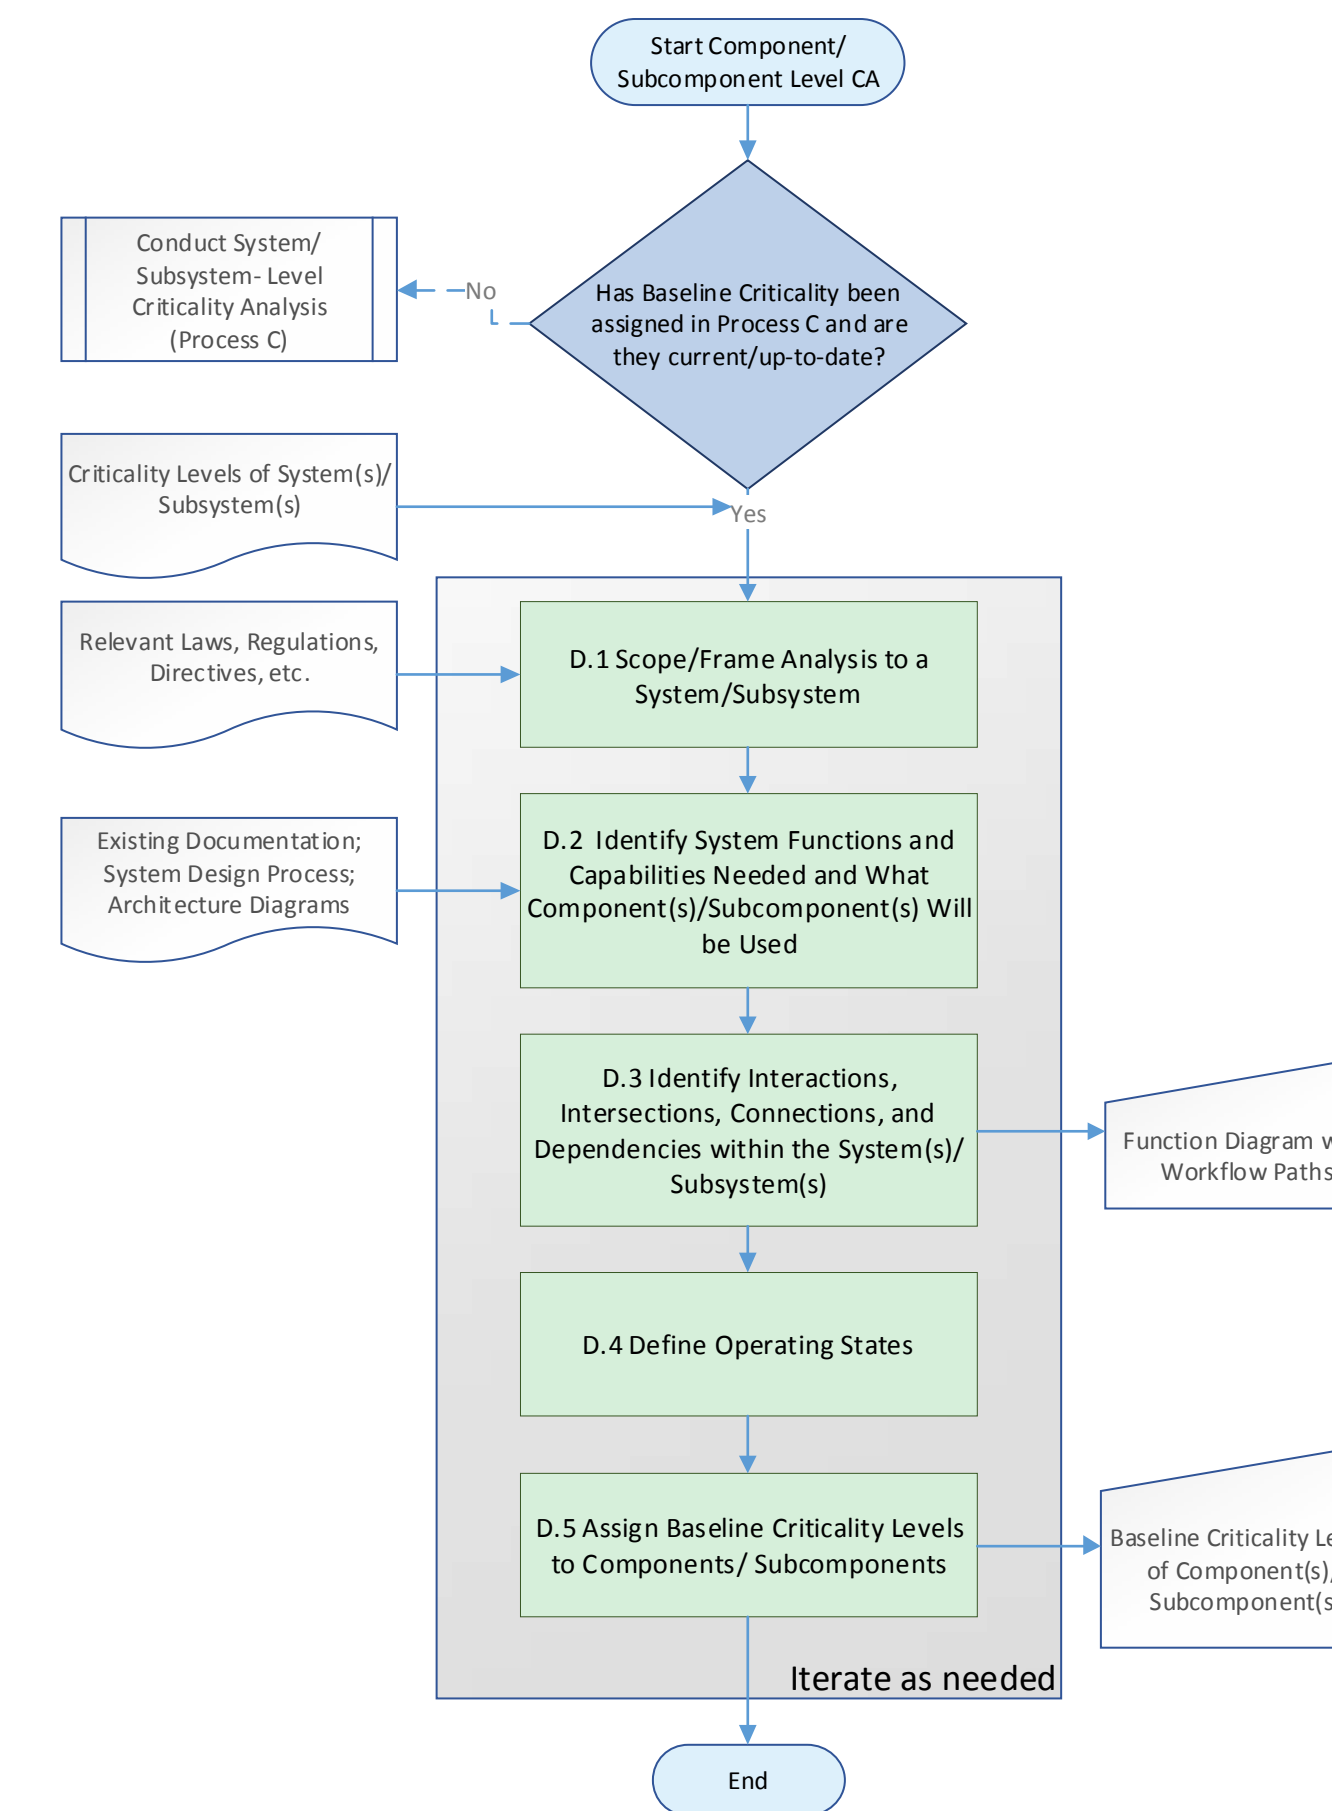 Start Component/
Subcomponent Level CA
Conduct System/
Subsystem- Level
Criticality Analysis
(Process C)
No
Has Baseline Criticality been
assigned in Process C and are
they current/up-to-date?
Criticality Levels of System(s)/
Subsystem(s)
Yes
Relevant Laws, Regulations,
Directives, etc.
D.1 Scope/Frame Analysis to a
System/Subsystem
Existing Documentation;
System Design Process;
Architecture Diagrams
D.2 Identify System Functions and
Capabilities Needed and What
Component(s)/Subcomponent(s) Will
be Used
D.3 Identify Interactions,
Intersections, Connections, and
Dependencies within the System(s)/
Subsystem(s)
Function Diagram
Workflow Paths
D.4 Define Operating States
D.5 Assign Baseline Criticality Levels
to Components/ Subcomponents
Baseline Criticality
of Component(s)/
Subcomponent(s
Iterate as needed
End